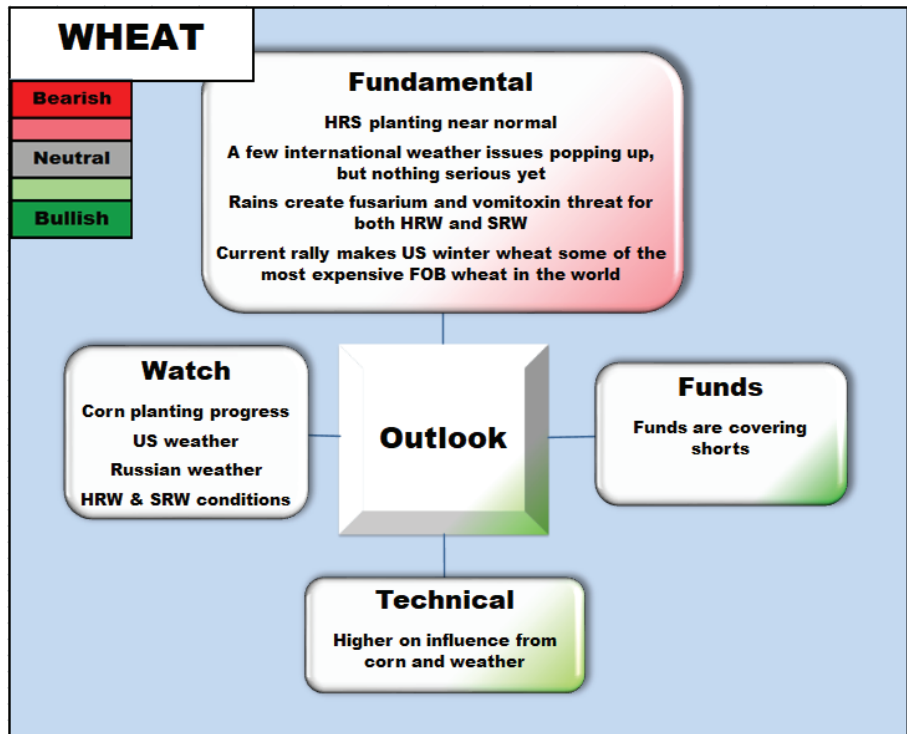 WHEAT
Bearish
Neutral
Bullish
Fundamental
HRS planting near normal
A few international weather issues popping up,
but nothing serious yet
Rains create fusarium and vomitoxin threat for
both HRW and SRW
Current rally makes US winter wheat some of the
most expensive FOB wheat in the world
Watch
Corn planting progress
US weather
Russian weather
HRW & SRW conditions
Outlook
Funds
Funds are covering
shorts
Technical
Higher on influence from
corn and weather